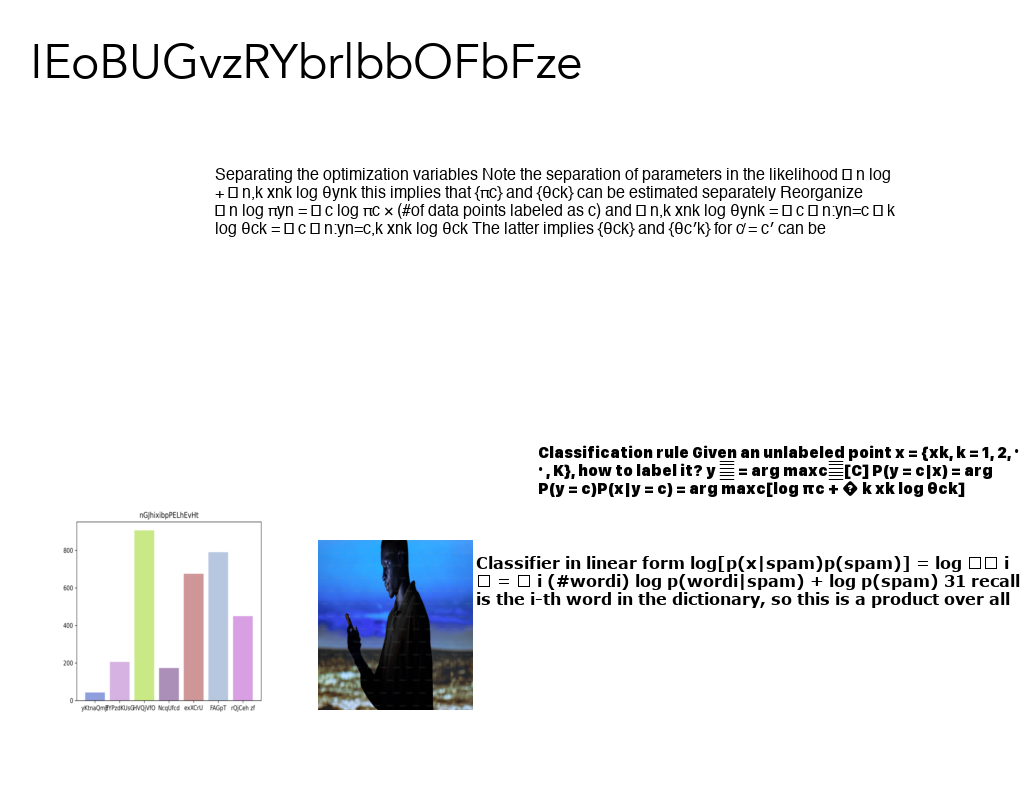 IEoBUGvzRYbrlbbOFbFze
Separating the optimization variables Note the separation of parameters in the likelihood □ n log
+ □ n,k xnk log θynk this implies that {πc} and {θck} can be estimated separately Reorganize
□ n log πyn = □ c log πc × (#of data points labeled as c) and □ n,k xnk log θynk = □ c □ n:yn=c □ k
log θck = □ c □ n:yn=c,k xnk log θck The latter implies {θck} and {θc′k} for c ̸= c′ can be
Classification rule Given an unlabeled point x = {xk, k = 1, 2, ·
· , K}, how to label it? y = arg maxc [C] P(y = c|x) = arg
P(y = c)P(x|y = c) = arg maxc[log πc + � k xk log θck]
Classifier in linear form log[p(x|spam)p(spam)] = log □□ i
□ = □ i (#wordi) log p(wordi|spam) + log p(spam) 31 recall
is the i-th word in the dictionary, so this is a product over all
nGJhixibpPELhEvHt
800
600
400
200
0
NcqUfcd exXCrU FAGpT rQjCeh zf